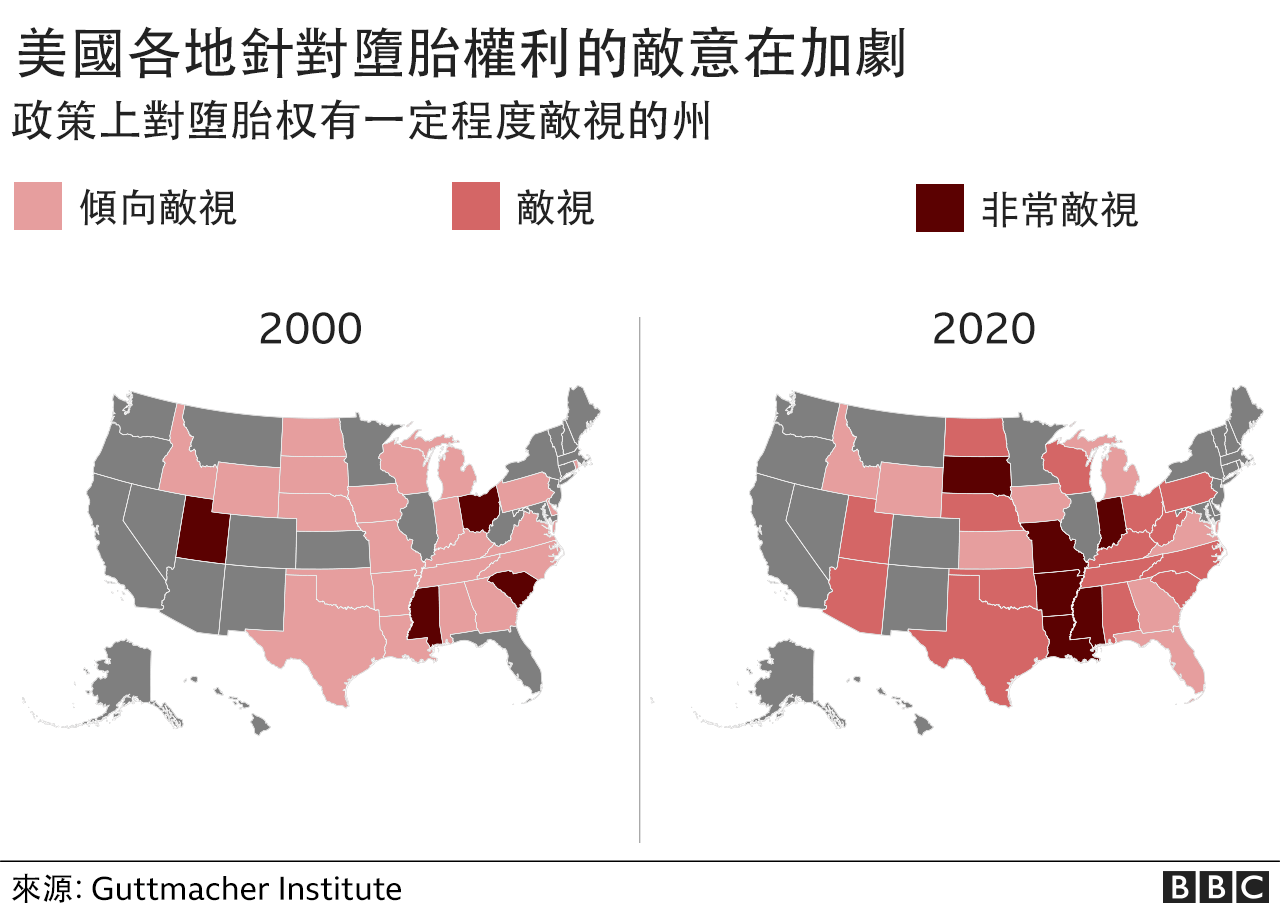 美國各地針對墮胎權利的敵意在加劇
政策上對堕胎权有一定程度敵視的州
傾向敵視
敵視
非常敵視
2000
2020
來源: Guttmacher Institute
BBC